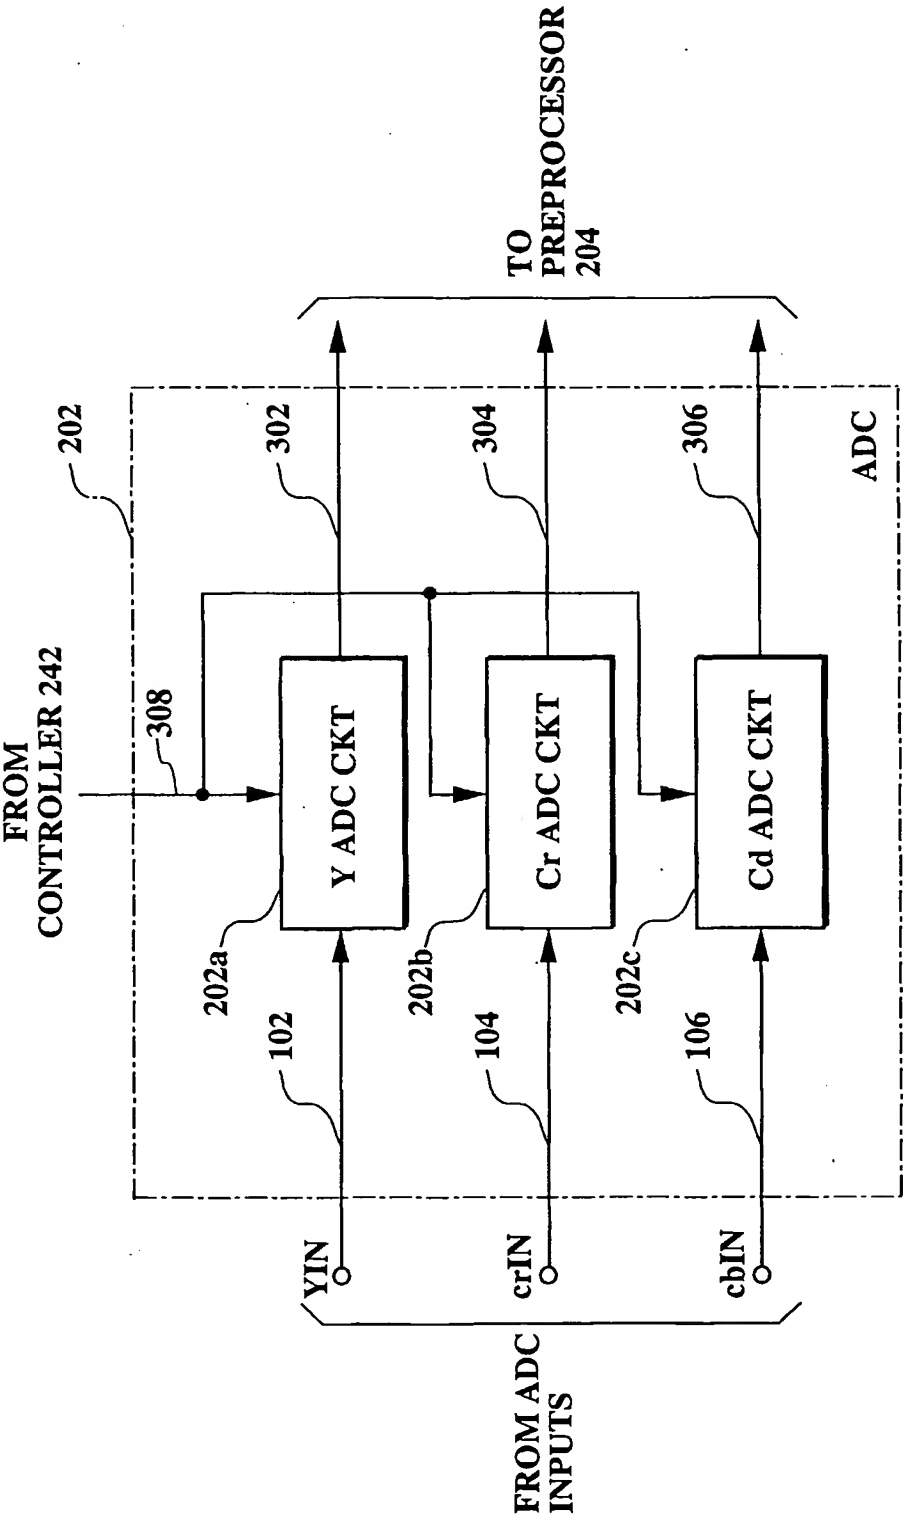 FROM
CONTROLLER 242
308
202
202a
Y ADC CKT
302
YIN
102
202b
Cr ADC CKT
304
crIN
104
202c
Cd ADC CKT
306
cbIN
106
ADC
FROM ADC
INPUTS
TO
PREPROCESSOR
204